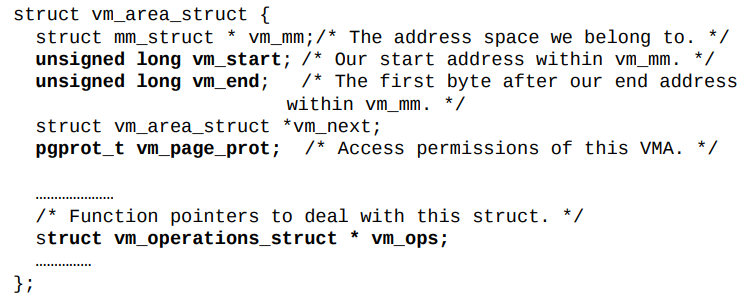 struct vm_area_struct {
struct mm_struct * vm_mm;/* The address space we belong to. */
unsigned long vm_start; /* Our start address within vm_mm. */
unsigned long vm_end; /* The first byte after our end address
within vm_mm. */
struct vm_area_struct *vm_next;
pgprot_t vm_page_prot; /* Access permissions of this VMA. */
…………………
/* Function pointers to deal with this struct. */
struct vm_operations_struct * vm_ops;
……………
};